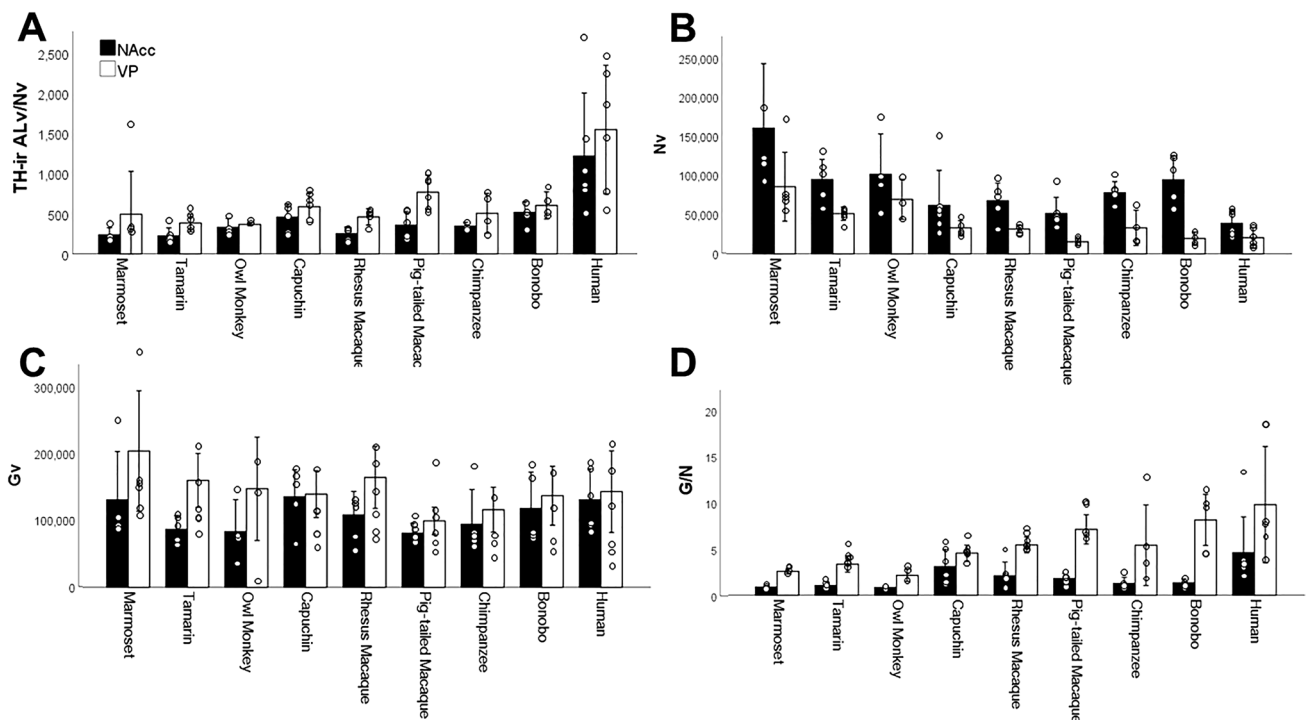 A
TH-ir ALv/Nv
NAcc
VP
2,500
2,000
1,500
1,000
500
0
Marmoset
Tamarin
Owl Monkey
Capuchin
Rhesus Macaque
Pig-tailed Macac
Chimpanzee
Bonobo
Human
B
Nv
250,000
200,000
150,000
100,000
50,000
0
Marmoset
Tamarin
Owl Monkey
Capuchin
Rhesus Macaque
Pig-tailed Macaque
Chimpanzee
Bonobo
Human
C
Gv
300,000
200,000
100,000
0
Marmoset
Tamarin
Owl Monkey
Capuchin
Rhesus Macaque
Pig-tailed Macaque
Chimpanzee
Bonobo
Human
D
G/N
20
15
10
5
0
Marmoset
Tamarin
Owl Monkey
Capuchin
Rhesus Macaque
Pig-tailed Macaque
Chimpanzee
Bonobo
Human